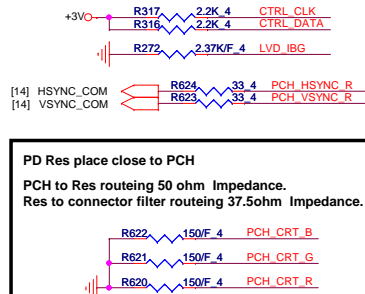 +3V R317 2.2K_4 CTRL_CLK
R316 2.2K_4 CTRL_DATA
R272 2.37K/F_4 LVD_IBG
[14] HSYNC_COM R624 33_4 PCH_HSYNC_R
[14] VSYNC_COM R623 33_4 PCH_VSYNC_R
PD Res place close to PCH
PCH to Res routeing 50 ohm Impedance.
Res to connector filter routeing 37.5ohm Impedance.
R622 150/F_4 PCH_CRT_B
R621 150/F_4 PCH_CRT_G
R620 150/F_4 PCH_CRT_R